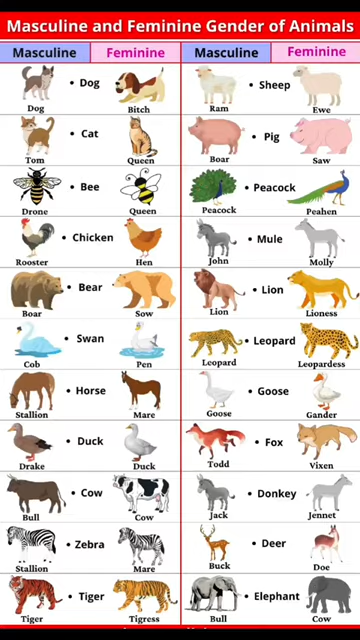 Masculine and Feminine Gender of Animals
Masculine Feminine Masculine Feminine
• Dog
Dog Bitch
• Sheep
Ram Ewe
• Cat
Tom Queen
• Pig
Boar Saw
• Bee
Drone Queen
• Peacock
Peacock Peahen
• Chicken
Rooster Hen
• Mule
John Molly
• Bear
Boar Sow
• Lion
Lion Lioness
• Swan
Cob Pen
• Leopard
Leopard Leopardess
• Horse
Stallion Mare
• Goose
Goose Gander
• Duck
Drake Duck
• Fox
Todd Vixen
• Cow
Bull Cow
• Donkey
Jack Jennet
• Zebra
Stallion Mare
• Deer
Buck Doe
• Tiger
Tiger Tigress
• Elephant
Bull Cow